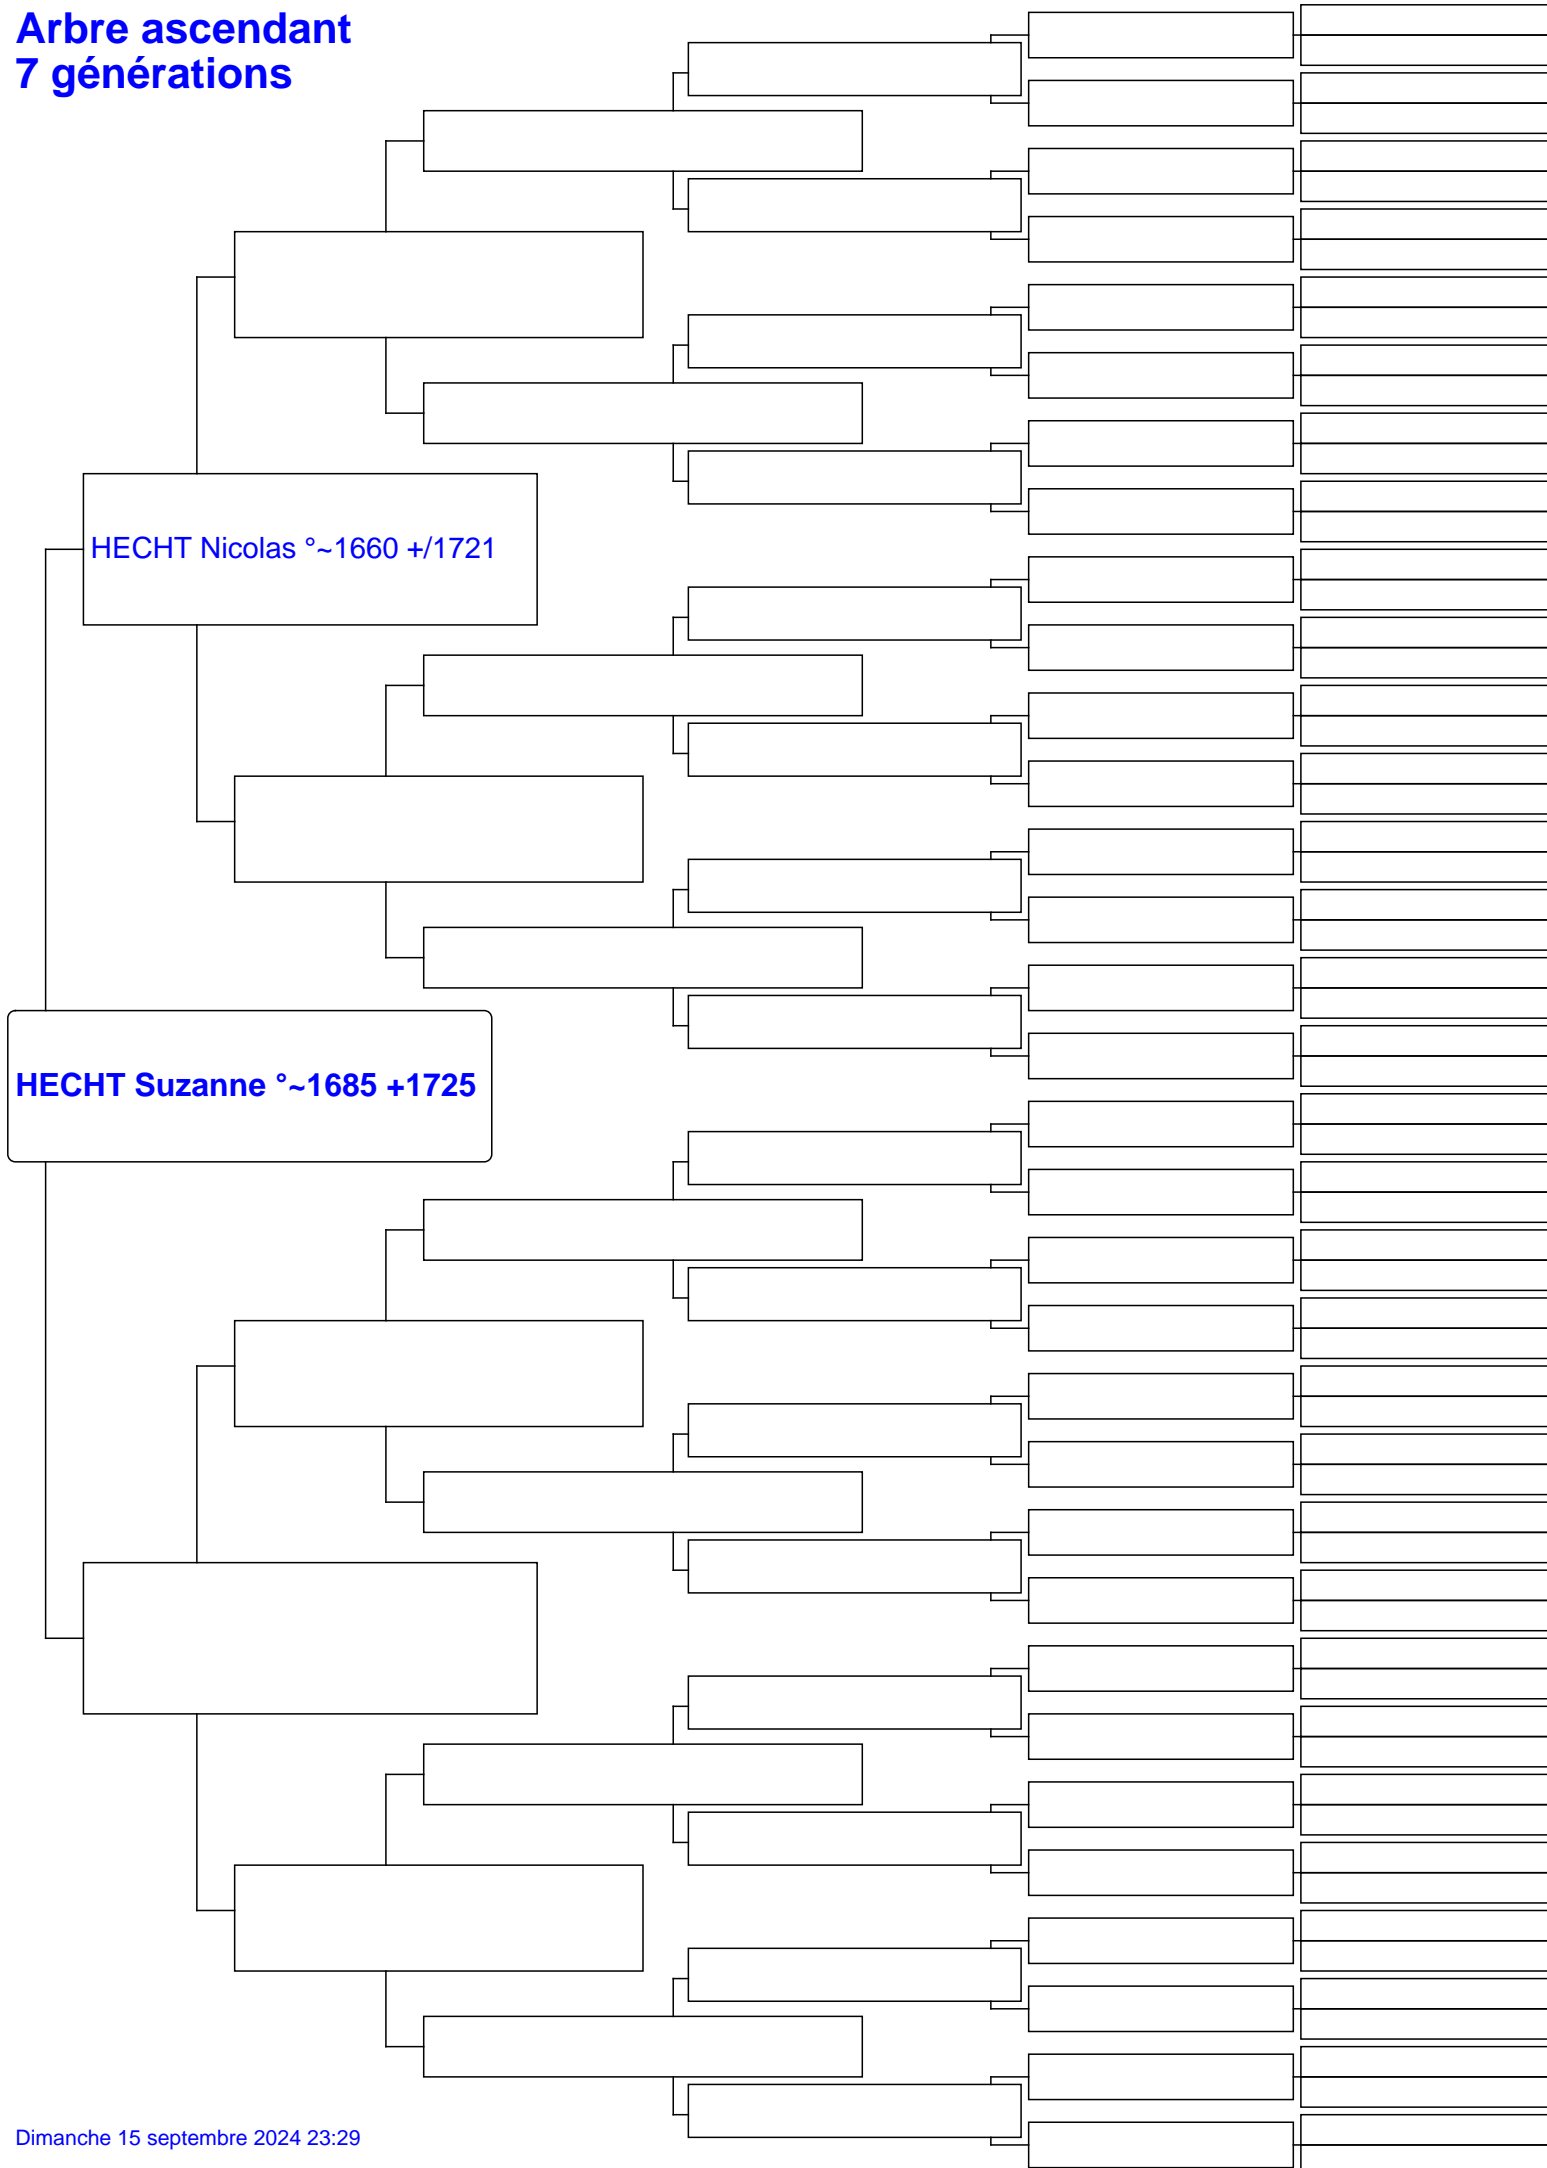 Arbre ascendant
7 générations
HECHT Nicolas °~1660 +/1721
HECHT Suzanne °~1685 +1725
Dimanche 15 septembre 2024 23:29